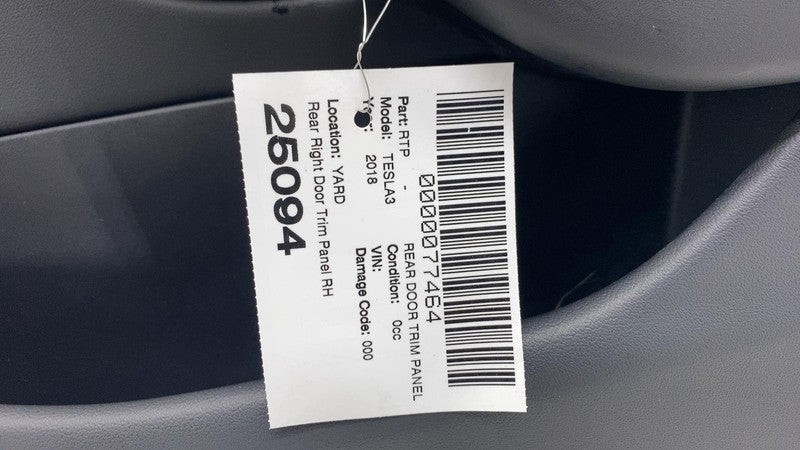 0000077464
Part: RTP - REAR DOOR TRIM PANEL
Model: TESLA3 Condition: 0cc
Year: 2018 VIN:
Damage Code: 000
Location: YARD
Rear Right Door Trim Panel RH
25094